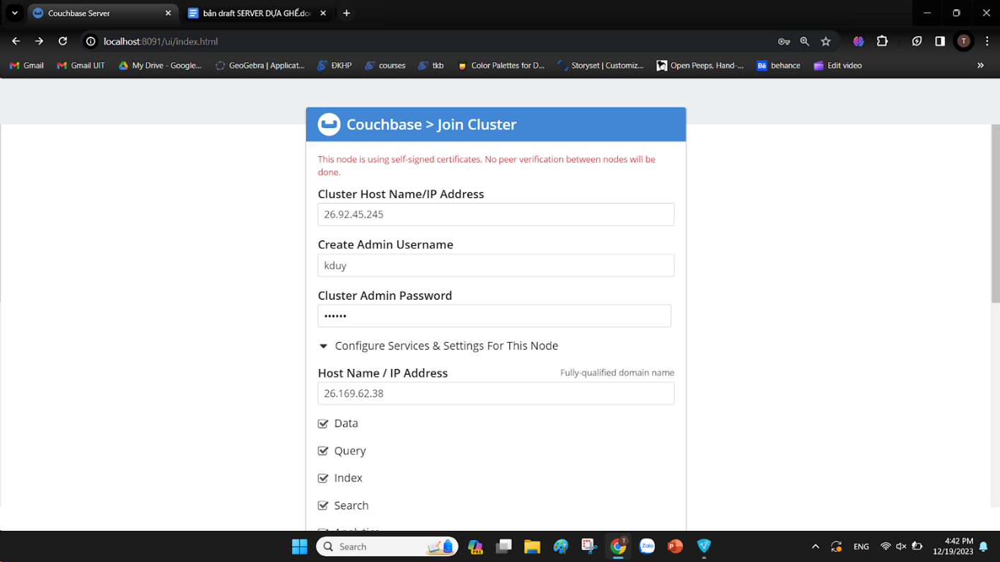 Couchbase Server
bản draft SERVER DỰA GHẾ.doc
localhost:8091/ui/index.html
T
Gmail
Gmail UIT
My Drive - Google...
GeoGebra | Applicat...
ĐKHP
courses
tkb
Color Palettes for D...
Storyset | Customiz...
Open Peeps, Hand-...
Bē behance
Edit video
Couchbase > Join Cluster
This node is using self-signed certificates. No peer verification between nodes will be
done.
Cluster Host Name/IP Address
26.92.45.245
Create Admin Username
kduy
Cluster Admin Password
••••••
Configure Services & Settings For This Node
Host Name / IP Address Fully-qualified domain name
26.169.62.38
Data
Query
Index
Search
Search
PRE
Zalo
ENG
4:42 PM
12/19/2023